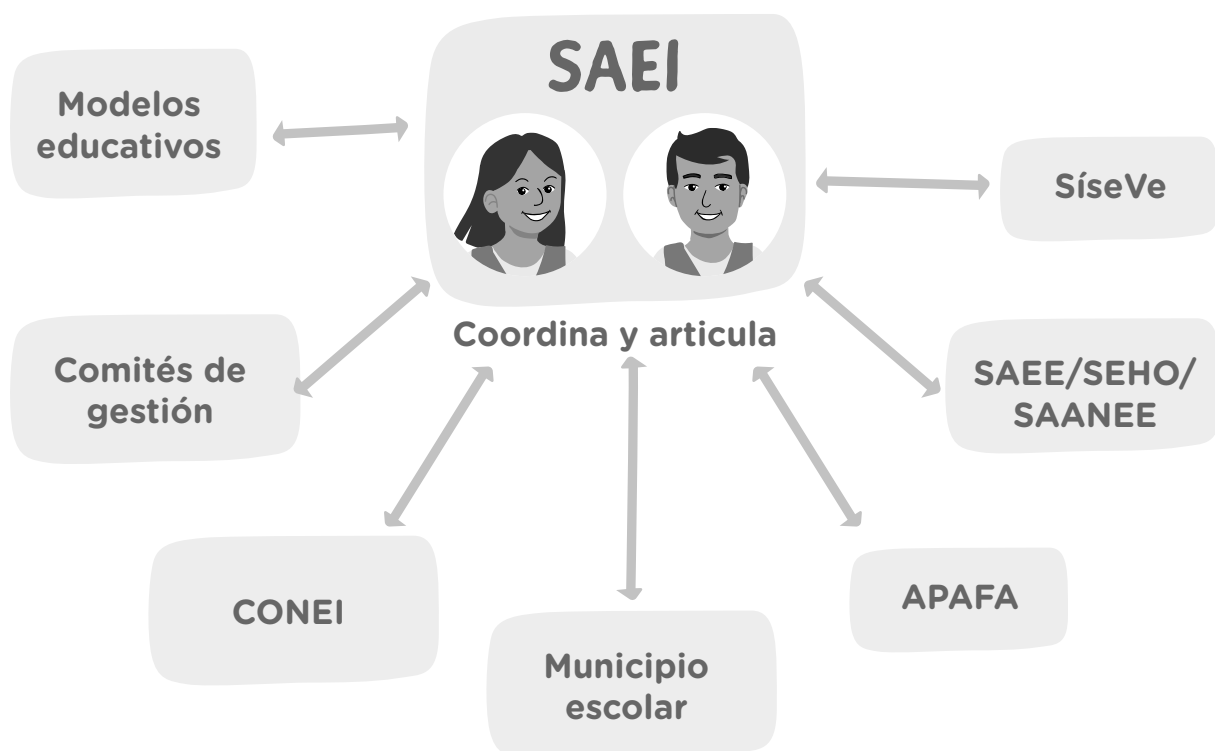 SAEI
Modelos
educativos
SíseVe
Coordina y articula
Comités de
gestión
SAEE/SEHO/
SAANEE
CONEI
APAFA
Municipio
escolar